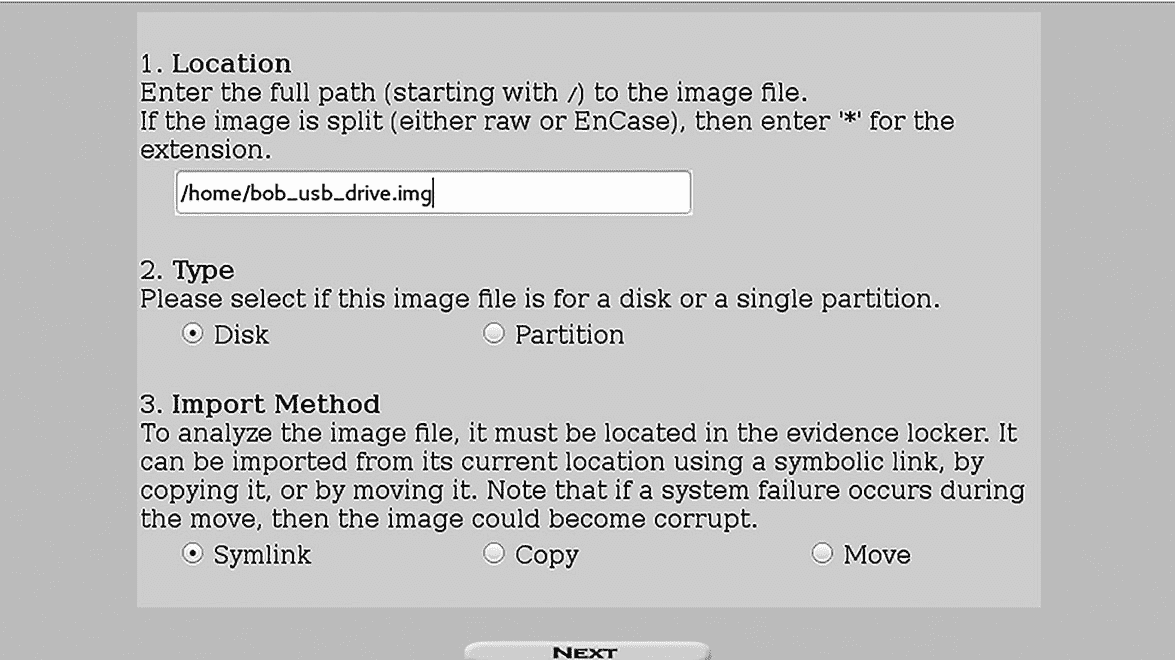 1. Location
Enter the full path (starting with /) to the image file.
If the image is split (either raw or EnCase), then enter '*' for the
extension.
/home/bob_usb_drive.img
2. Type
Please select if this image file is for a disk or a single partition.
Disk Partition
3. Import Method
To analyze the image file, it must be located in the evidence locker. It
can be imported from its current location using a symbolic link, by
copying it, or by moving it. Note that if a system failure occurs during
the move, then the image could become corrupt.
Symlink Copy Move
NEXT